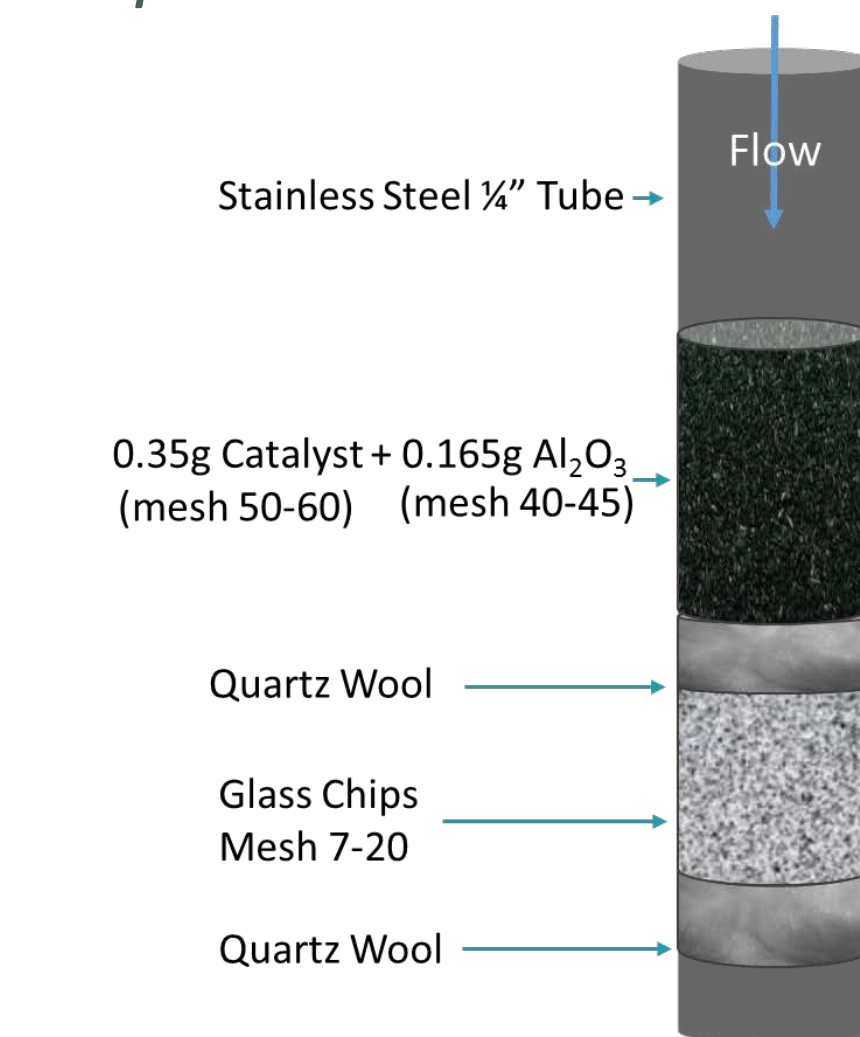 Flow
Stainless Steel ¼” Tube
0.35g Catalyst + 0.165g Al₂O₃
(mesh 50-60) (mesh 40-45)
Quartz Wool
Glass Chips
Mesh 7-20
Quartz Wool